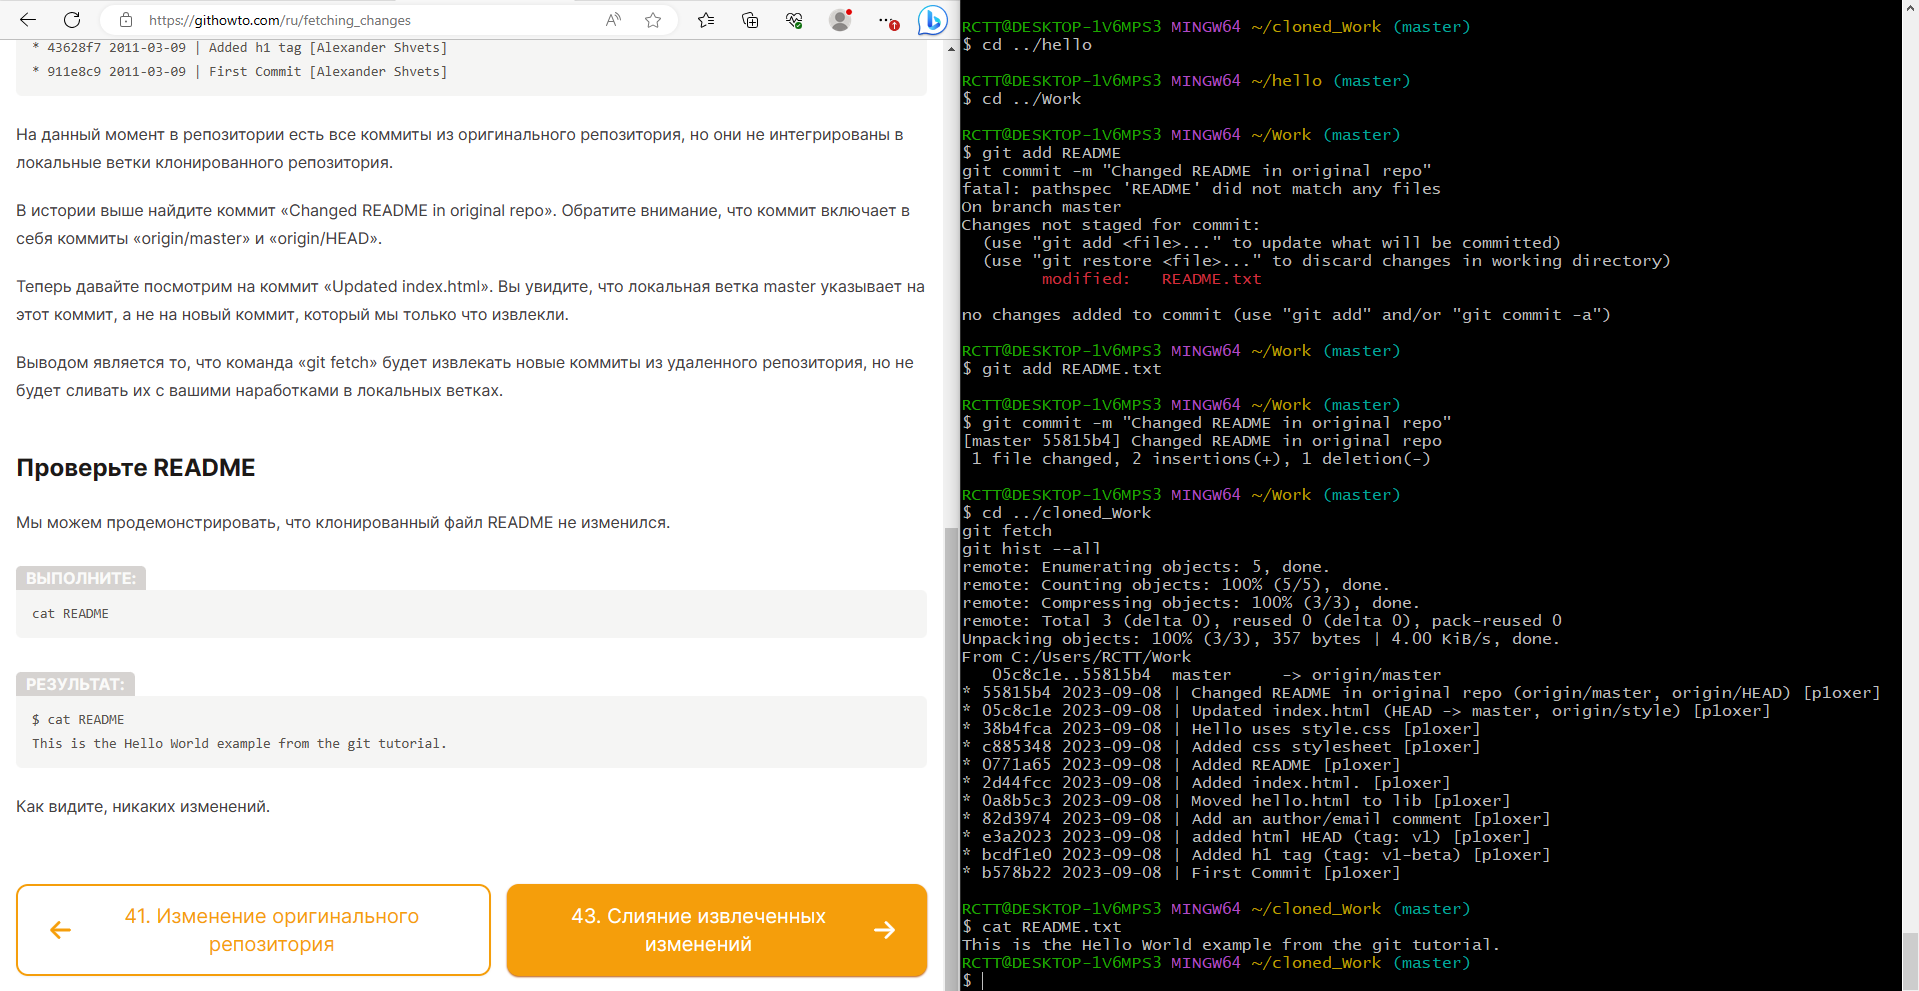 https://githowto.com/ru/fetching_changes
* 43628f7 2011-03-09 | Added h1 tag [Alexander Shvets]
* 911e8c9 2011-03-09 | First Commit [Alexander Shvets]
На данный момент в репозитории есть все коммиты из оригинального репозитория, но они не интегрированы в
локальные ветки клонированного репозитория.
В истории выше найдите коммит «Changed README in original repo». Обратите внимание, что коммит включает в
себя коммиты «origin/master» и «origin/HEAD».
Теперь давайте посмотрим на коммит «Updated index.html». Вы увидите, что локальная ветка master указывает на
этот коммит, а не на новый коммит, который мы только что извлекли.
Выводом является то, что команда «git fetch» будет извлекать новые коммиты из удаленного репозитория, но не
будет сливать их с вашими наработками в локальных ветках.
Проверьте README
Мы можем продемонстрировать, что клонированный файл README не изменился.
ВЫПОЛНИТЕ:
cat README
РЕЗУЛЬТАТ:
$ cat README
This is the Hello World example from the git tutorial.
Как видите, никаких изменений.
41. Изменение оригинального
репозитория
43. Слияние извлеченных
изменений
RCTT@DESKTOP-1V6MPS3 MINGW64 ~/cloned_Work (master)
$ cd ../hello
RCTT@DESKTOP-1V6MPS3 MINGW64 ~/hello (master)
$ cd ../Work
RCTT@DESKTOP-1V6MPS3 MINGW64 ~/Work (master)
$ git add README
git commit -m "Changed README in original repo"
fatal: pathspec 'README' did not match any files
On branch master
Changes not staged for commit:
  (use "git add <file>..." to update what will be committed)
  (use "git restore <file>..." to discard changes in working directory)
        modified:   README.txt
no changes added to commit (use "git add" and/or "git commit -a")
RCTT@DESKTOP-1V6MPS3 MINGW64 ~/Work (master)
$ git add README.txt
RCTT@DESKTOP-1V6MPS3 MINGW64 ~/Work (master)
$ git commit -m "Changed README in original repo"
[master 55815b4] Changed README in original repo
 1 file changed, 2 insertions(+), 1 deletion(-)
RCTT@DESKTOP-1V6MPS3 MINGW64 ~/Work (master)
$ cd ../cloned_Work
git fetch
git hist --all
remote: Enumerating objects: 5, done.
remote: Counting objects: 100% (5/5), done.
remote: Compressing objects: 100% (3/3), done.
remote: Total 3 (delta 0), reused 0 (delta 0), pack-reused 0
Unpacking objects: 100% (3/3), 357 bytes | 4.00 KiB/s, done.
From C:/Users/RCTT/Work
   05c8c1e..55815b4  master     -> origin/master
* 55815b4 2023-09-08 | Changed README in original repo (origin/master, origin/HEAD) [p1oxer]
* 05c8c1e 2023-09-08 | Updated index.html (HEAD -> master, origin/style) [p1oxer]
* 38b4fca 2023-09-08 | Hello uses style.css [p1oxer]
* c885348 2023-09-08 | Added css stylesheet [p1oxer]
* 0771a65 2023-09-08 | Added README [p1oxer]
* 2d44fcc 2023-09-08 | Added index.html. [p1oxer]
* 0a8b5c3 2023-09-08 | Moved hello.html to lib [p1oxer]
* 82d3974 2023-09-08 | Add an author/email comment [p1oxer]
* e3a2023 2023-09-08 | added html HEAD (tag: v1) [p1oxer]
* bcdf1e0 2023-09-08 | Added h1 tag (tag: v1-beta) [p1oxer]
* b578b22 2023-09-08 | First Commit [p1oxer]
RCTT@DESKTOP-1V6MPS3 MINGW64 ~/cloned_Work (master)
$ cat README.txt
This is the Hello World example from the git tutorial.
RCTT@DESKTOP-1V6MPS3 MINGW64 ~/cloned_Work (master)
$